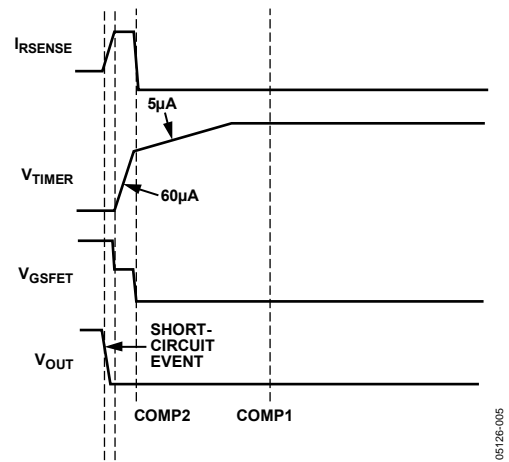 IRSENSE
5µA
VTIMER
60µA
VGSFET
SHORT-
CIRCUIT
EVENT
VOUT
COMP2 COMP1
05126-005